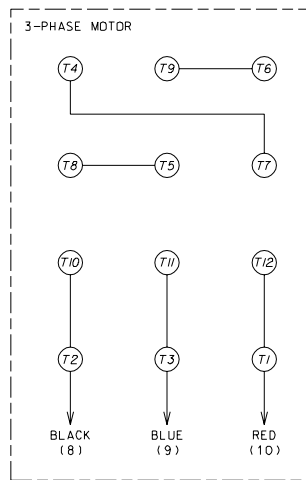 3-PHASE MOTOR
T4 T9 T6
T8 T5 T7
T10 T11 T12
T2 T3 T1
BLACK BLUE RED
(8) (9) (10)